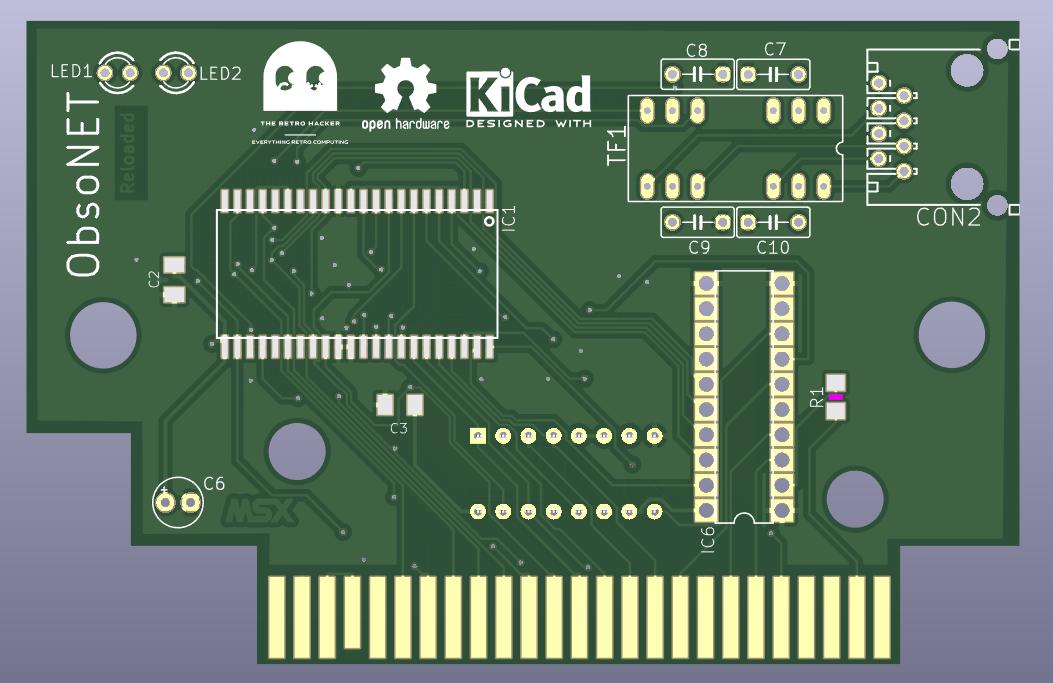 LED1
LED2
THE RETRO HACKER
EVERYTHING RETRO COMPUTING
open hardware
KiCad
DESIGNED WITH
C8
C7
TF1
C9
C10
CON2
ObsoNET
Reloaded
IC1
C2
C3
R1
C6
+
MSX
IC6